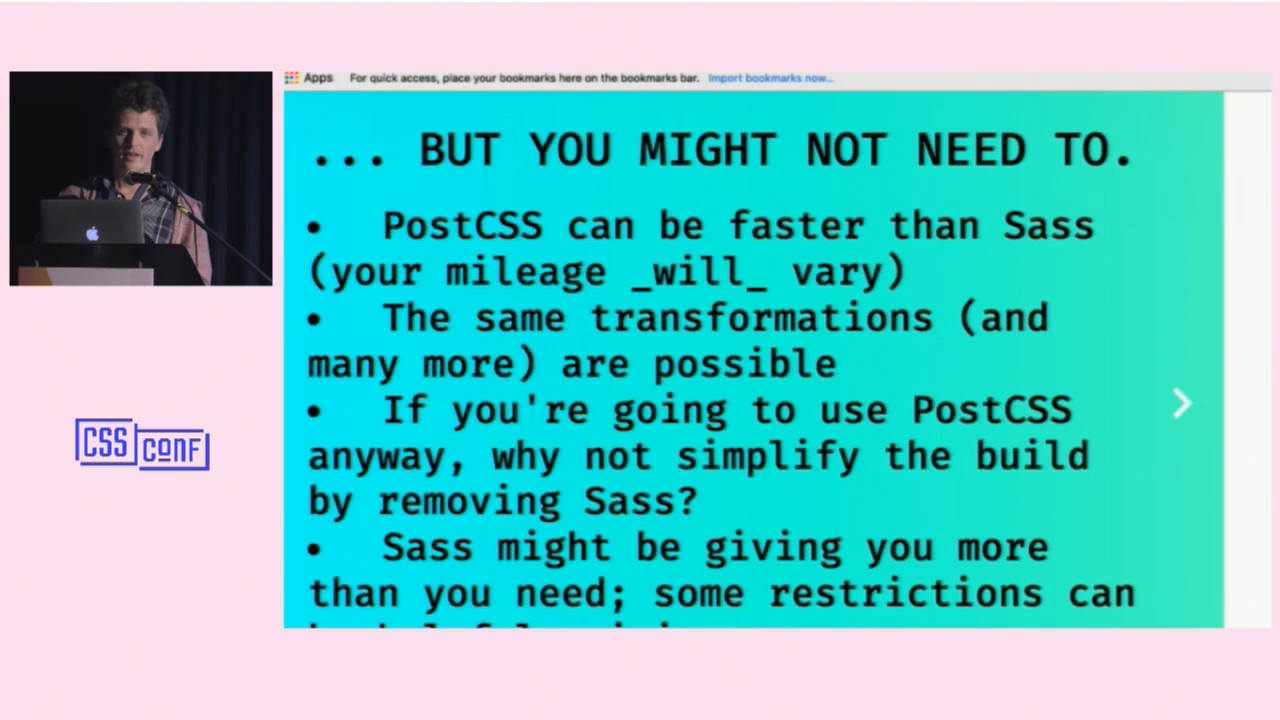 Apps For quick access, place your bookmarks here on the bookmarks bar. Import bookmarks now...
... BUT YOU MIGHT NOT NEED TO.
• PostCSS can be faster than Sass
(your mileage _will_ vary)
• The same transformations (and
many more) are possible
• If you're going to use PostCSS
anyway, why not simplify the build
by removing Sass?
• Sass might be giving you more
than you need; some restrictions can
CSS
CONF